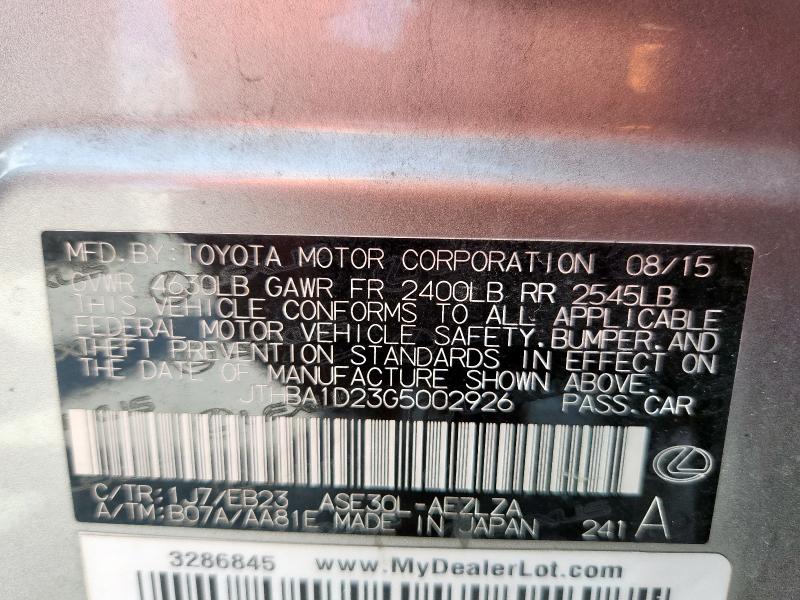 MFD. BY: TOYOTA MOTOR CORPORATION 08/15
GVWR 4630LB GAWR FR 2400LB RR 2545LB
THIS VEHICLE CONFORMS TO ALL APPLICABLE
FEDERAL MOTOR VEHICLE SAFETY, BUMPER, AND
THEFT PREVENTION STANDARDS IN EFFECT ON
THE DATE OF MANUFACTURE SHOWN ABOVE.
JTHBA1D23G5002926 PASS. CAR
C/TR: 1J7/EB23 ASE30L-AEZLZA
A/TM: B07A/AA81E MADE IN JAPAN 241 A
3286845 www.MyDealerLot.com